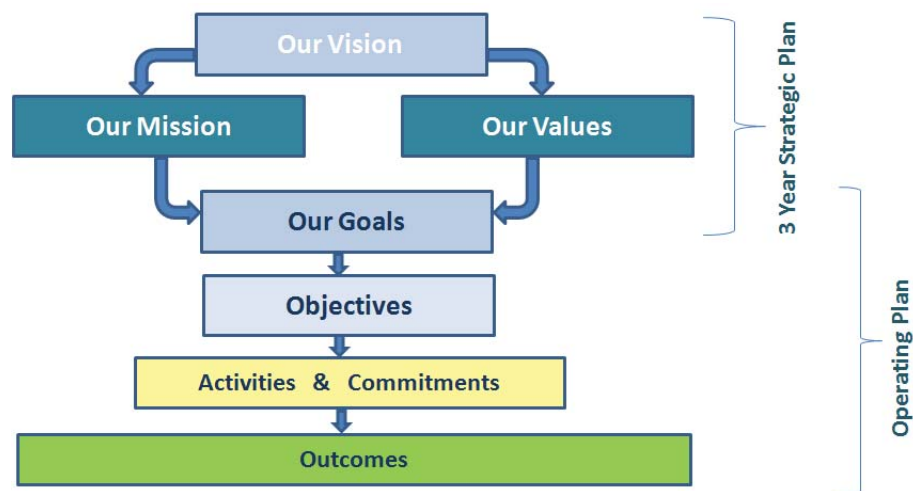 Our Vision
Our Mission
Our Values
Our Goals
Objectives
Activities & Commitments
Outcomes
3 Year Strategic Plan
Operating Plan